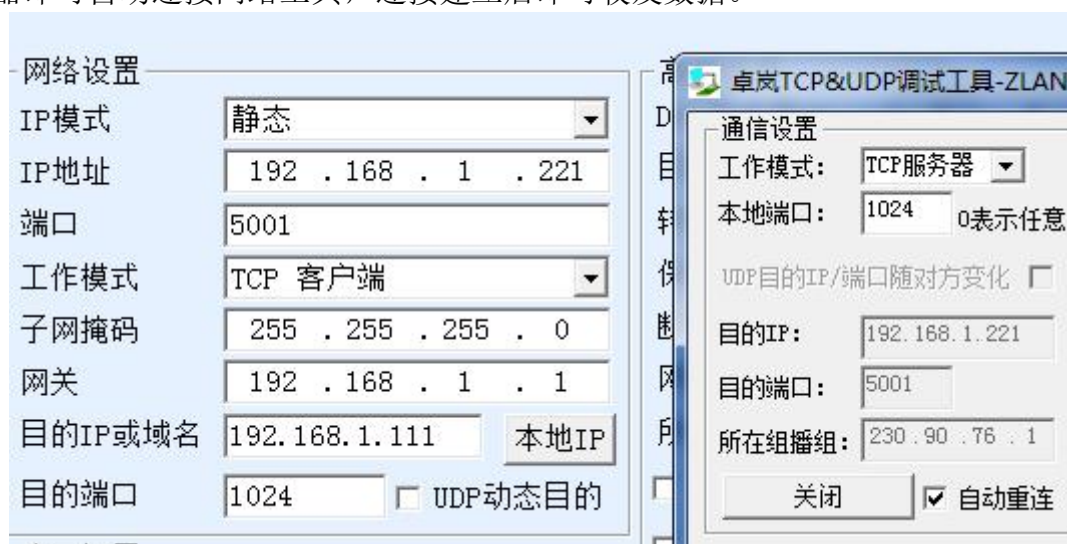 器即可自动连接网络工具，连接建立后即可收发数据。
网络设置
IP模式 静态
IP地址 192 . 168 . 1 . 221
端口 5001
工作模式 TCP 客户端
子网掩码 255 . 255 . 255 . 0
网关 192 . 168 . 1 . 1
目的IP或域名 192.168.1.111 本地IP
目的端口 1024 UDP动态目的
卓岚TCP&UDP调试工具-ZLAN
通信设置
工作模式: TCP服务器
本地端口: 1024 0表示任意
UDP目的IP/端口随对方变化
目的IP: 192.168.1.221
目的端口: 5001
所在组播组: 230 . 90 . 76 . 1
关闭 自动重连